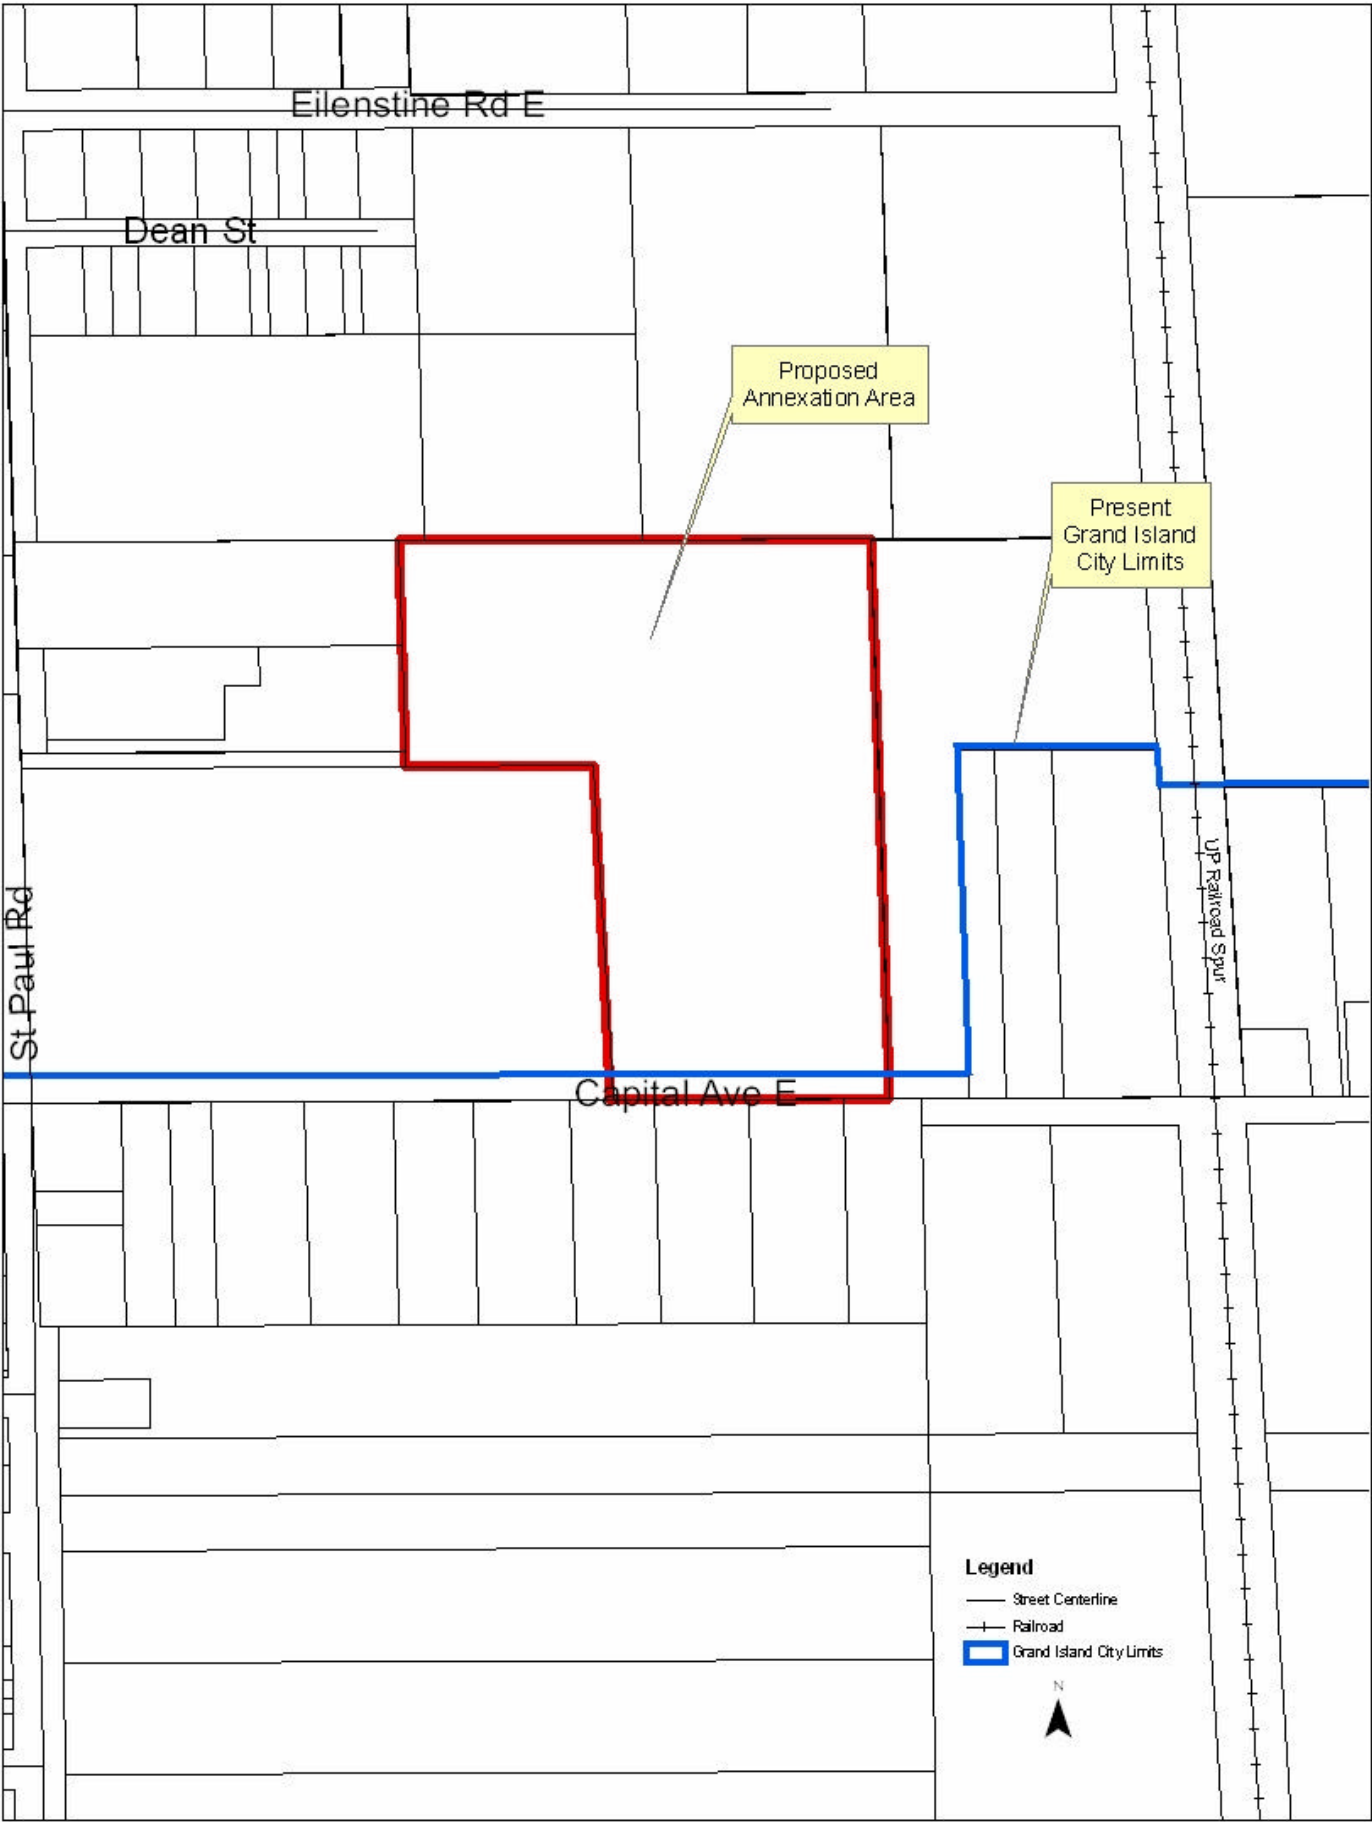 Eilenstine Rd E
Dean St
Proposed
Annexation Area
Present
Grand Island
City Limits
UP Railroad Spur
St Paul Rd
Capital Ave E
Legend
Street Centerline
Railroad
Grand Island City Limits
N